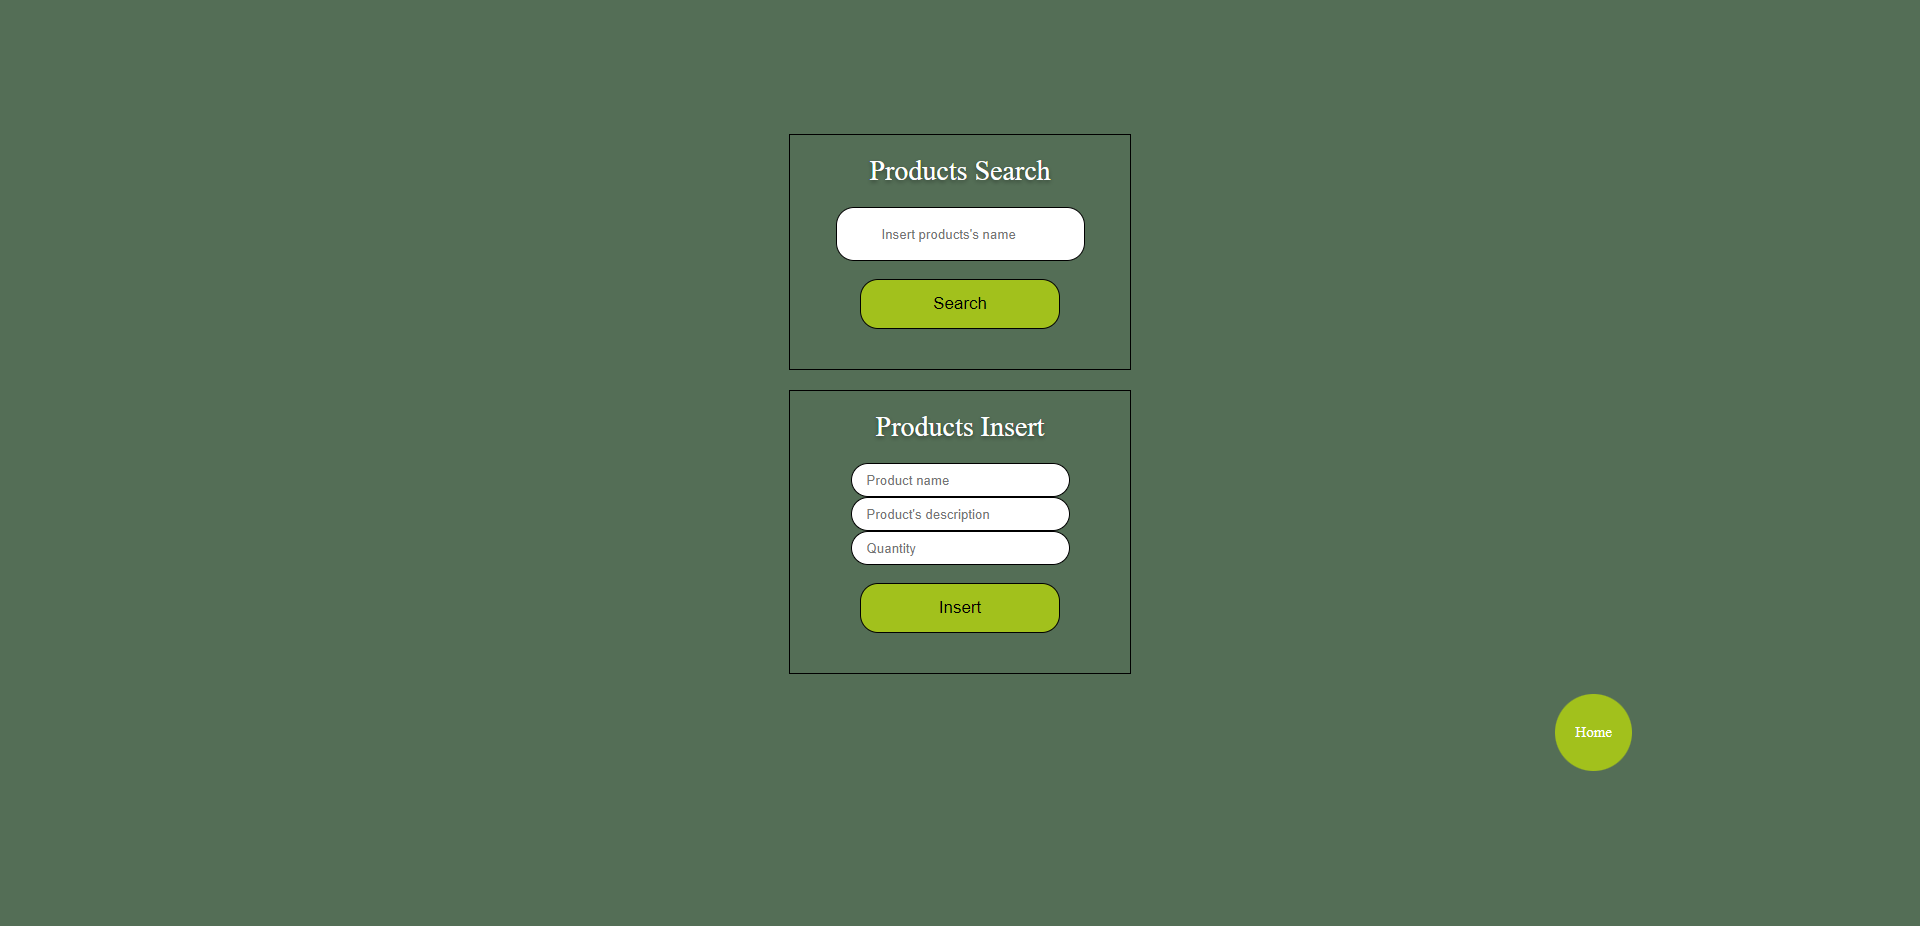 Products Search
Insert products's name
Search
Products Insert
Product name
Product's description
Quantity
Insert
Home